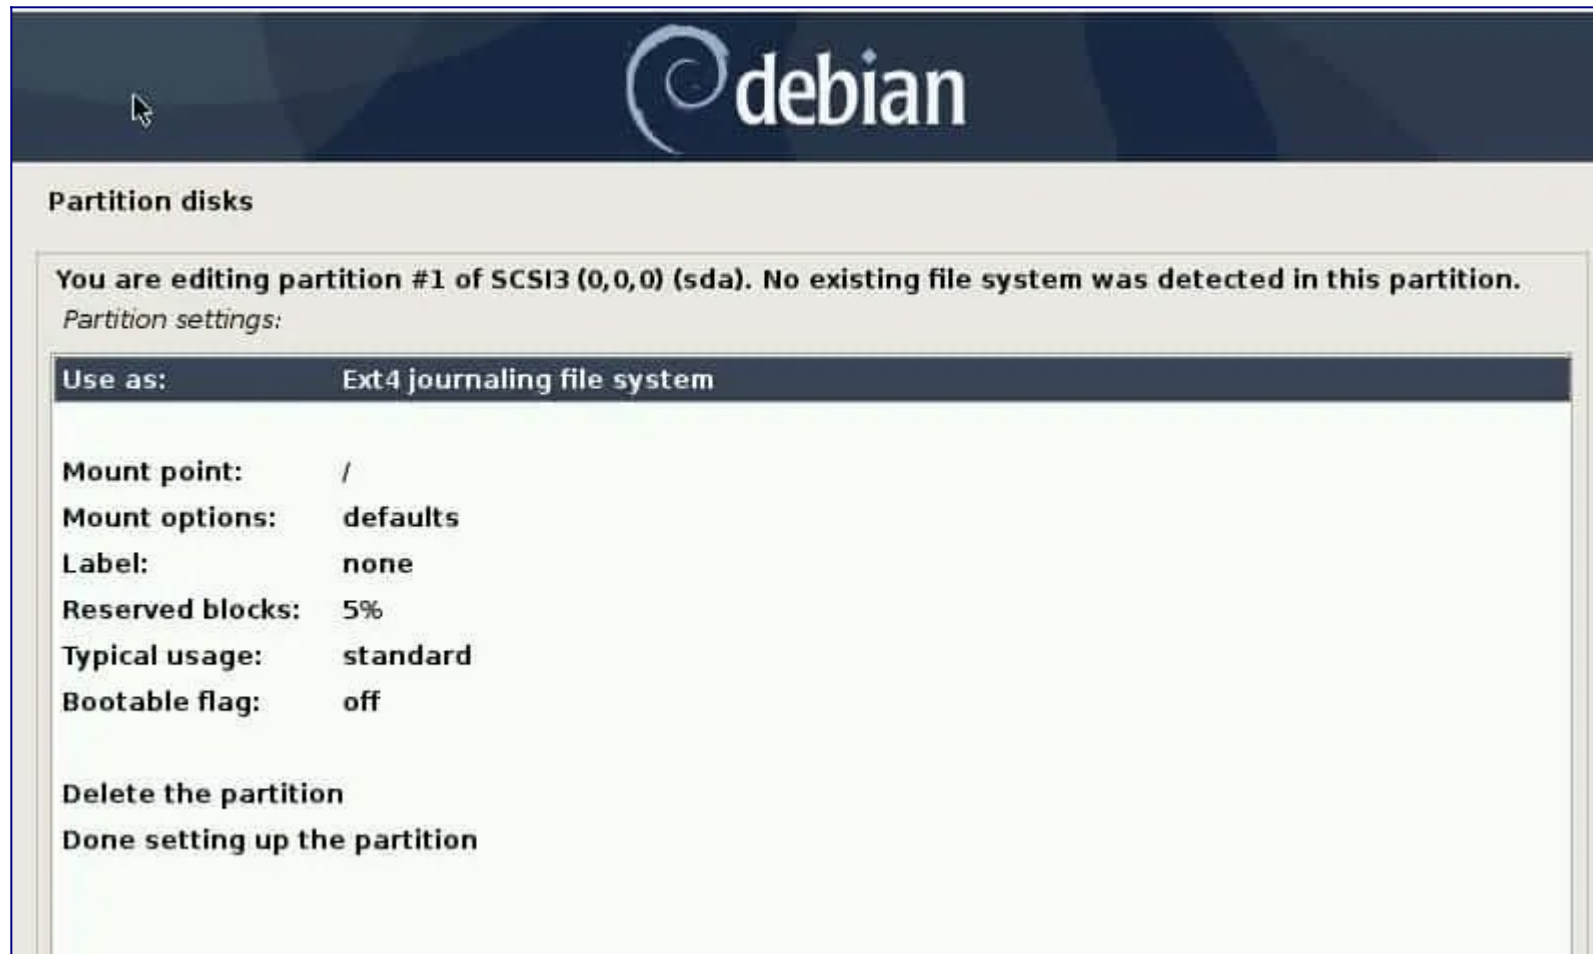 debian
Partition disks
You are editing partition #1 of SCSI3 (0,0,0) (sda). No existing file system was detected in this partition.
Partition settings:
Use as: Ext4 journaling file system
Mount point: /
Mount options: defaults
Label: none
Reserved blocks: 5%
Typical usage: standard
Bootable flag: off
Delete the partition
Done setting up the partition